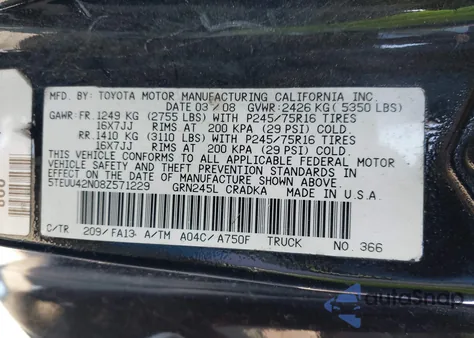 MFD. BY: TOYOTA MOTOR MANUFACTURING CALIFORNIA INC.
DATE 03/08 GVWR: 2426 KG ( 5350 LBS)
GAWR: FR. 1249 KG (2755 LBS) WITH P245/75R16 TIRES
16X7JJ RIMS AT 200 KPA (29 PSI) COLD.
RR. 1410 KG (3110 LBS) WITH P245/75R16 TIRES
16X7JJ RIMS AT 200 KPA (29 PSI) COLD.
THIS VEHICLE CONFORMS TO ALL APPLICABLE FEDERAL MOTOR
VEHICLE SAFETY AND THEFT PREVENTION STANDARDS IN
EFFECT ON THE DATE OF MANUFACTURE SHOWN ABOVE.
5TEUU42N08Z571229 GRN245L CRADKA MADE IN U.S.A.
C/TR 209/FA13 A/TM A04C/A750F TRUCK NO. 366
autoSnap